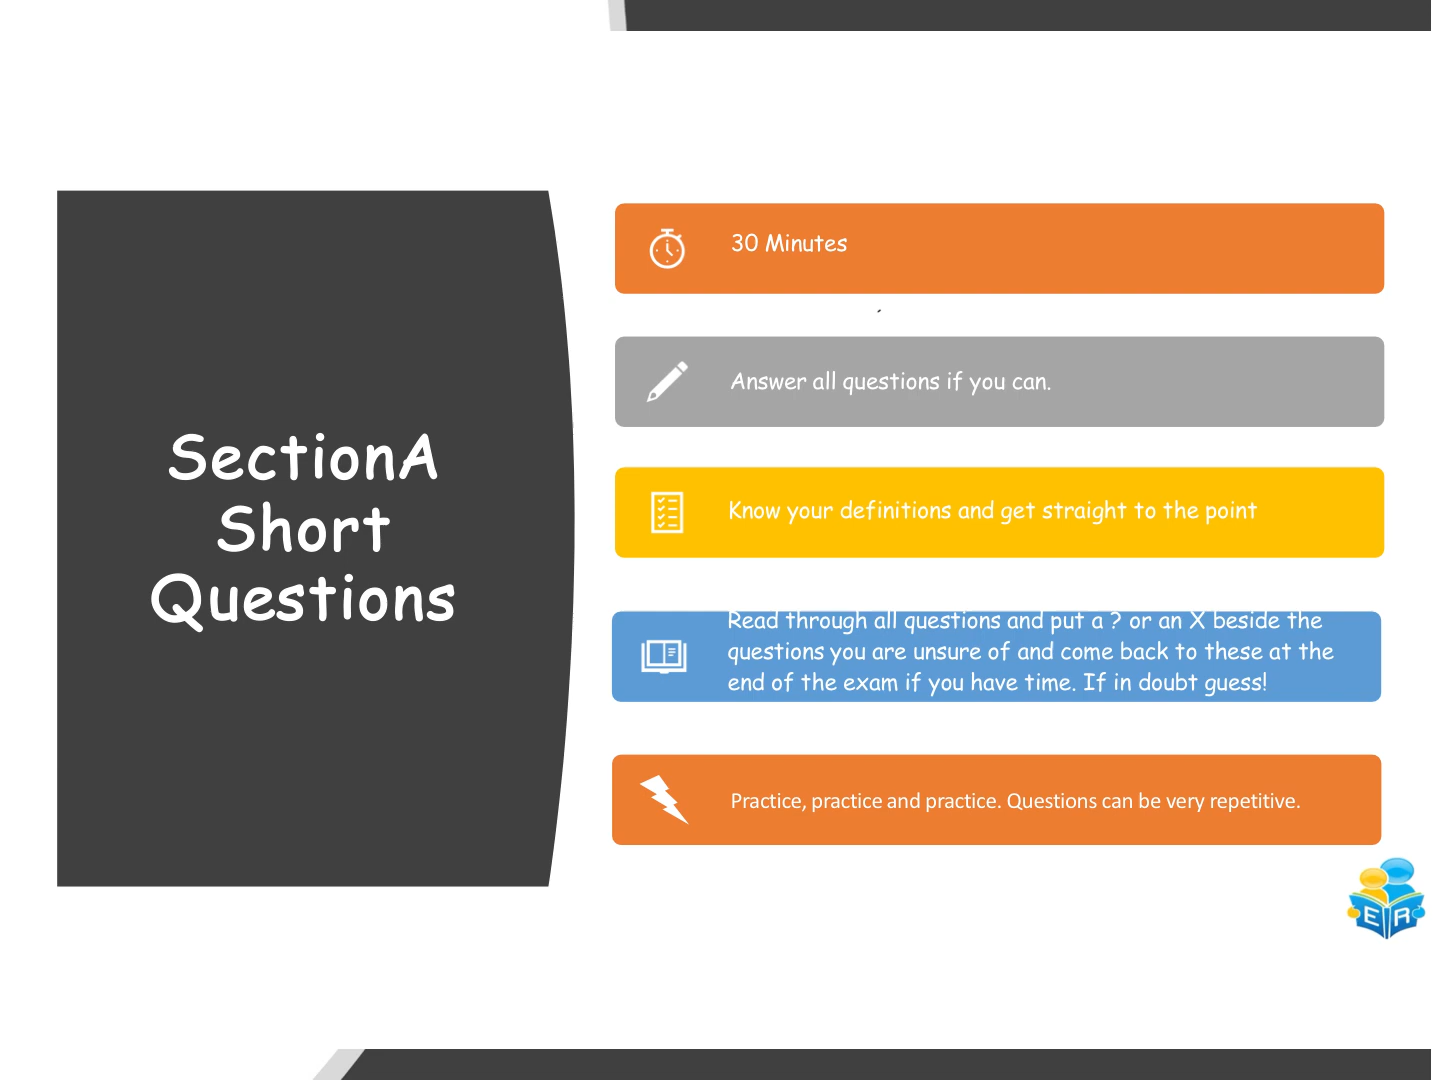 SectionA
Short
Questions
30 Minutes
Answer all questions if you can.
Know your definitions and get straight to the point
Read through all questions and put a ? or an X beside the
questions you are unsure of and come back to these at the
end of the exam if you have time. If in doubt guess!
Practice, practice and practice. Questions can be very repetitive.
E R